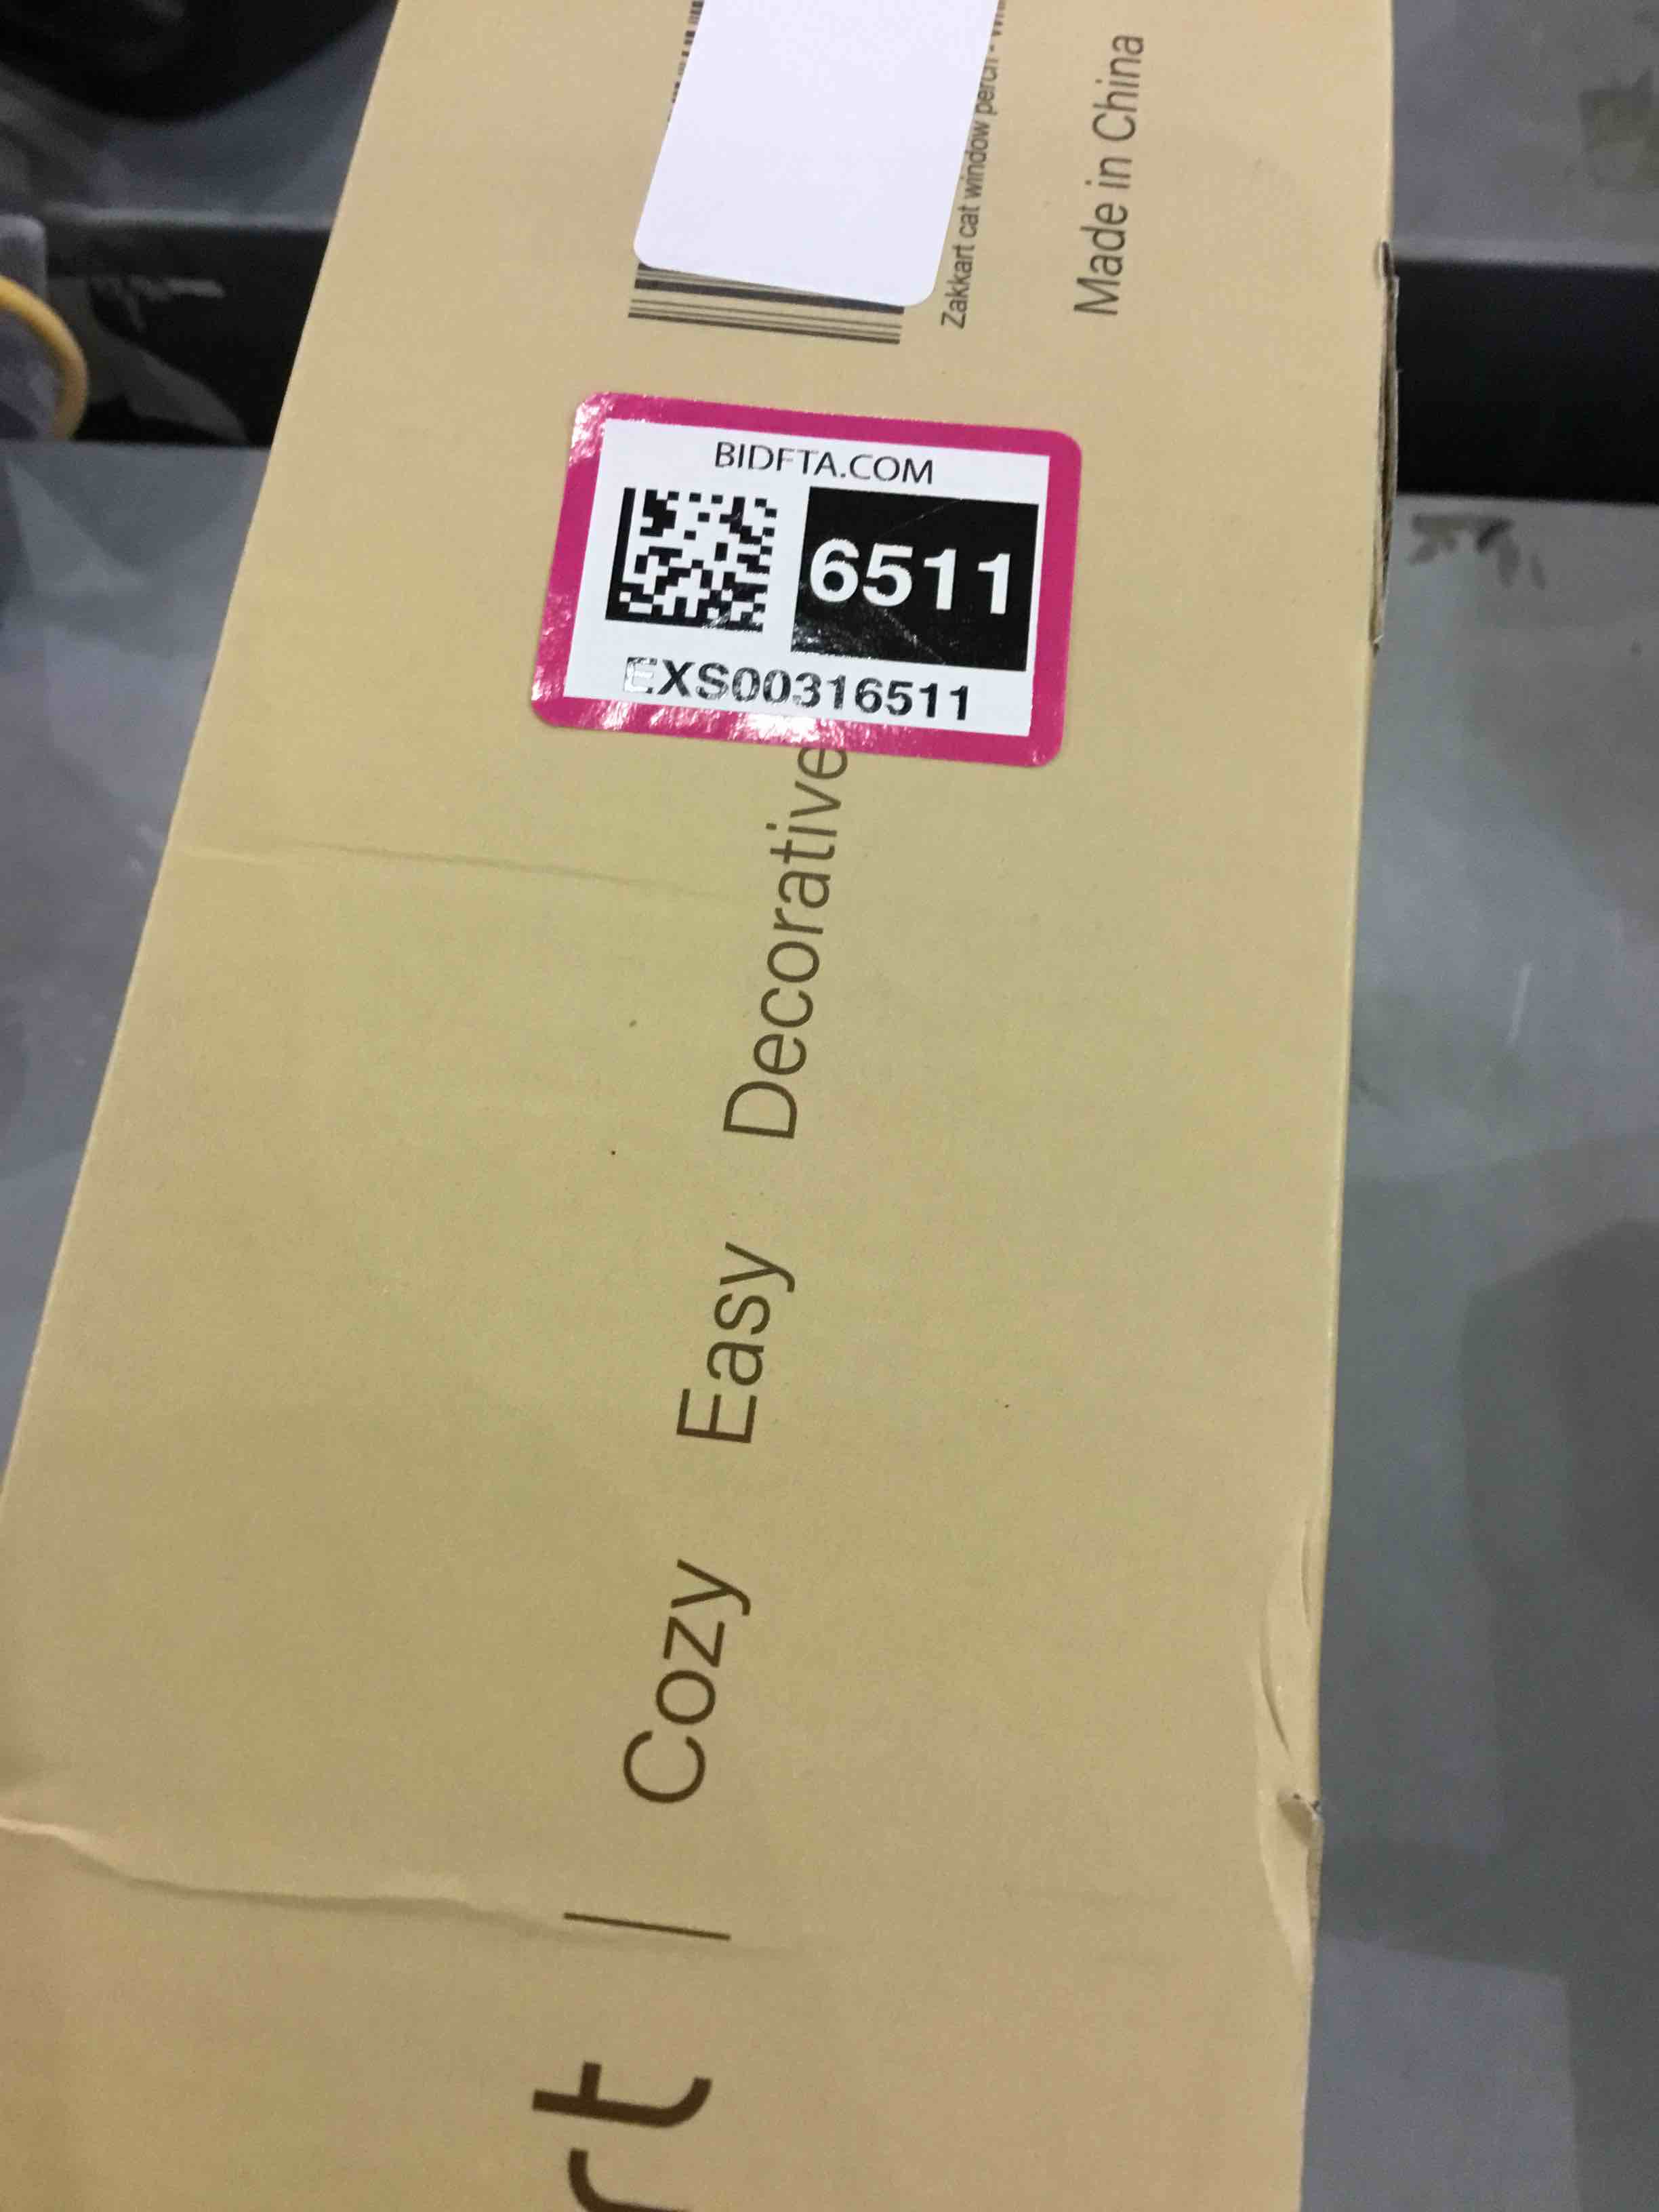 Zakkart cat window perch -
Made in China
BIDFTA.COM
6511
EXS00316511
rt | Cozy Easy Decorative